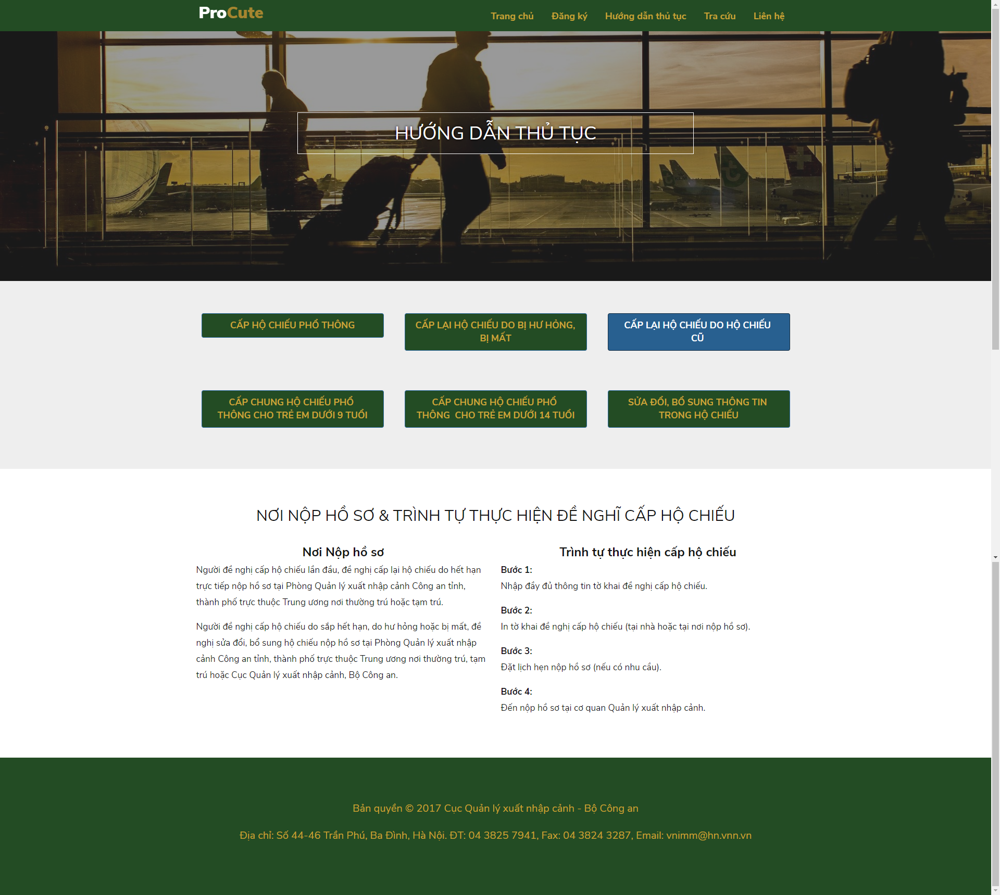 ProCute
Trang chủ Đăng ký Hướng dẫn thủ tục Tra cứu Liên hệ
HƯỚNG DẪN THỦ TỤC
CẤP HỘ CHIẾU PHỔ THÔNG
CẤP LẠI HỘ CHIẾU DO BỊ HƯ HỎNG,
BỊ MẤT
CẤP LẠI HỘ CHIẾU DO HỘ CHIẾU
CŨ
CẤP CHUNG HỘ CHIẾU PHỔ
THÔNG CHO TRẺ EM DƯỚI 9 TUỔI
CẤP CHUNG HỘ CHIẾU PHỔ
THÔNG CHO TRẺ EM DƯỚI 14 TUỔI
SỬA ĐỔI, BỔ SUNG THÔNG TIN
TRONG HỘ CHIẾU
NƠI NỘP HỒ SƠ & TRÌNH TỰ THỰC HIỆN ĐỀ NGHĨ CẤP HỘ CHIẾU
Nơi Nộp hồ sơ
Người đề nghị cấp hộ chiếu lần đầu, đề nghị cấp lại hộ chiếu do hết hạn
trực tiếp nộp hồ sơ tại Phòng Quản lý xuất nhập cảnh Công an tỉnh,
thành phố trực thuộc Trung ương nơi thường trú hoặc tạm trú.
Người đề nghị cấp hộ chiếu do sắp hết hạn, do hư hỏng hoặc bị mất, đề
nghị sửa đổi, bổ sung hộ chiếu nộp hồ sơ tại Phòng Quản lý xuất nhập
cảnh Công an tỉnh, thành phố trực thuộc Trung ương nơi thường trú, tạm
trú hoặc Cục Quản lý xuất nhập cảnh, Bộ Công an.
Trình tự thực hiện cấp hộ chiếu
Bước 1:
Nhập đầy đủ thông tin tờ khai đề nghị cấp hộ chiếu.
Bước 2:
In tờ khai đề nghị cấp hộ chiếu (tại nhà hoặc tại nơi nộp hồ sơ).
Bước 3:
Đặt lịch hẹn nộp hồ sơ (nếu có nhu cầu).
Bước 4:
Đến nộp hồ sơ tại cơ quan Quản lý xuất nhập cảnh.
Bản quyền © 2017 Cục Quản lý xuất nhập cảnh - Bộ Công an
Địa chỉ: Số 44-46 Trần Phú, Ba Đình, Hà Nội. ĐT: 04 3825 7941, Fax: 04 3824 3287, Email: vnimm@hn.vnn.vn